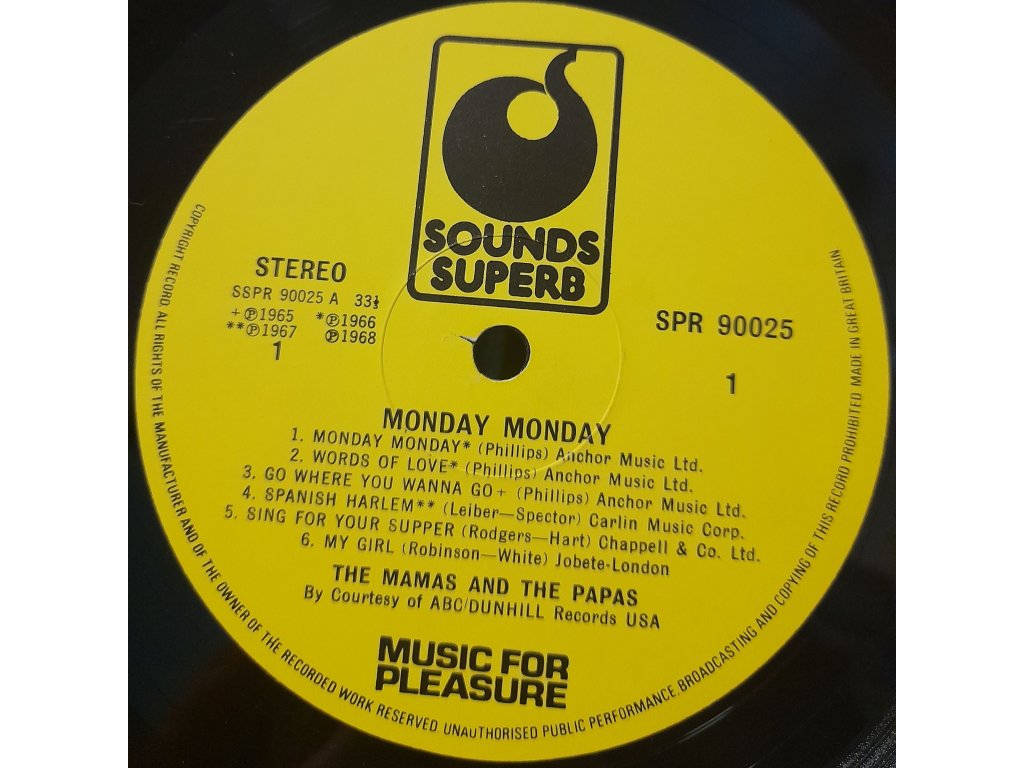 SOUNDS
SUPERB
STEREO
SSPR 90025 A 33⅓
+ ℗1965 *℗1966
**℗1967 ℗1968
1
SPR 90025
1
MONDAY MONDAY
1. MONDAY MONDAY* (Phillips) Anchor Music Ltd.
2. WORDS OF LOVE* (Phillips) Anchor Music Ltd.
3. GO WHERE YOU WANNA GO+ (Phillips) Anchor Music Ltd.
4. SPANISH HARLEM** (Leiber—Spector) Carlin Music Corp.
5. SING FOR YOUR SUPPER (Rodgers—Hart) Chappell & Co. Ltd.
6. MY GIRL (Robinson—White) Jobete-London
THE MAMAS AND THE PAPAS
By Courtesy of ABC/DUNHILL Records USA
MUSIC FOR
PLEASURE
COPYRIGHT RECORD. ALL RIGHTS OF THE MANUFACTURER AND OF THE OWNER OF THE RECORDED WORK RESERVED. UNAUTHORISED PUBLIC PERFORMANCE, BROADCASTING AND COPYING OF THIS RECORD PROHIBITED MADE IN GREAT BRITAIN